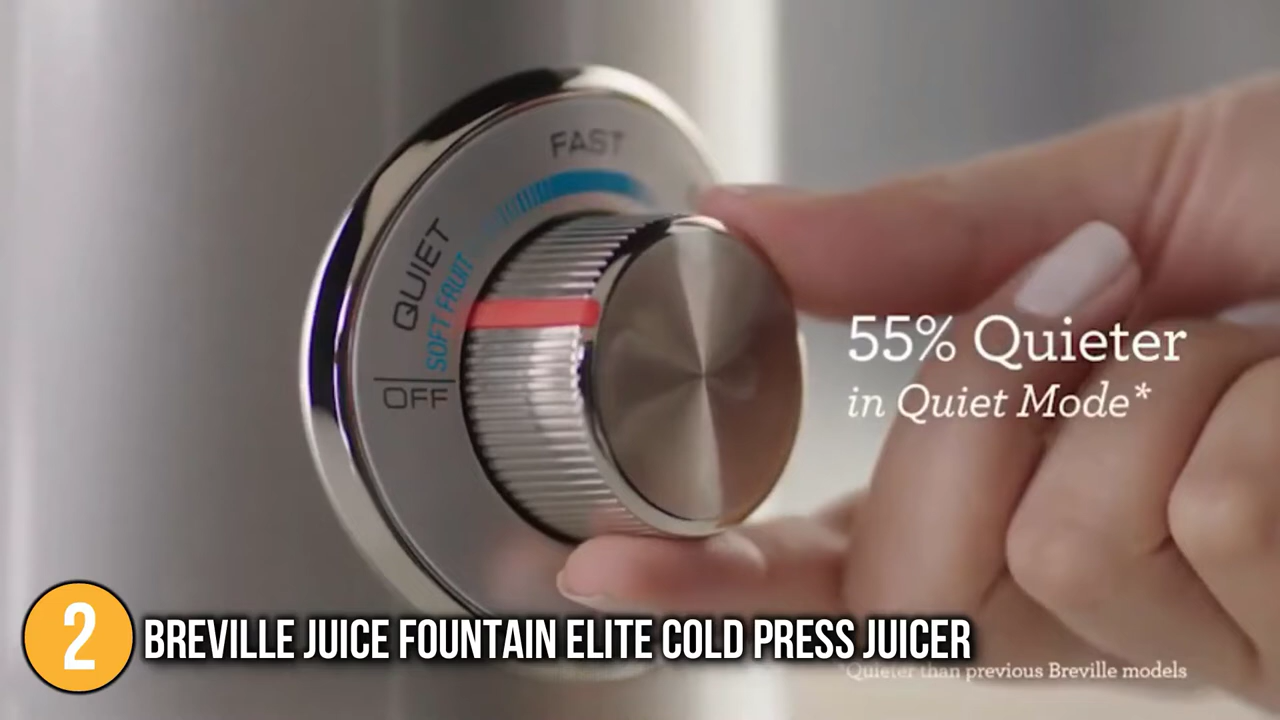 FAST
QUIET
SOFT FRUIT
OFF
55% Quieter
in Quiet Mode*
2 BREVILLE JUICE FOUNTAIN ELITE COLD PRESS JUICER
*Quieter than previous Breville models